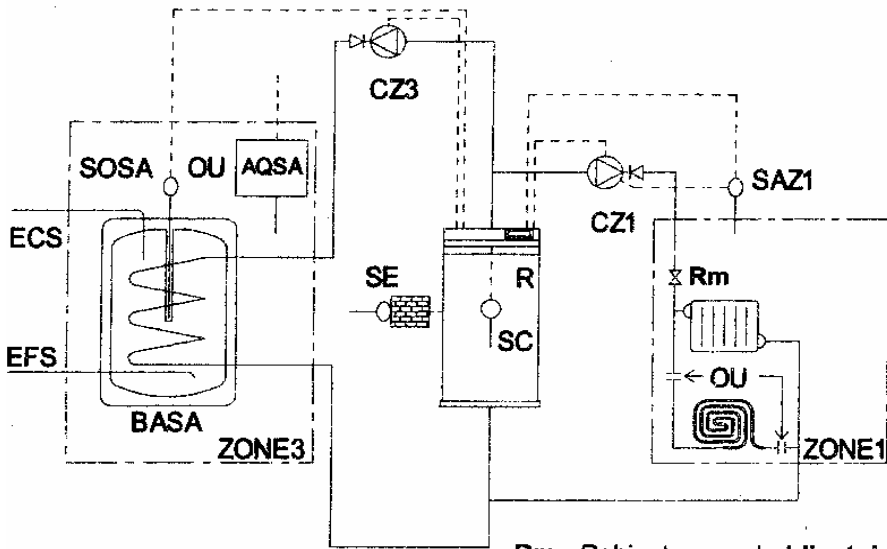 CZ3
SOSA OU AQSA
ECS
CZ1
SAZ1
SE
R
Rm
SC
EFS
OU
BASA
ZONE3
ZONE1